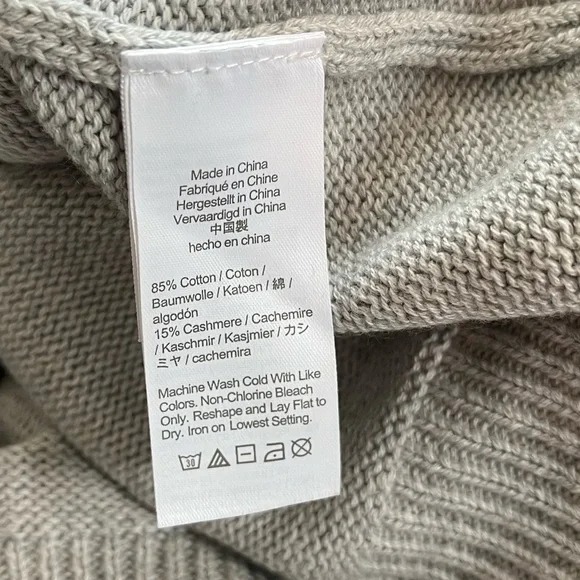 Made in China
Fabriqué en Chine
Hergestellt in China
Vervaardigd in China
中国製
hecho en china
85% Cotton / Coton /
Baumwolle / Katoen / 綿 /
algodón
15% Cashmere / Cachemire
/ Kaschmir / Kasjmier / カシ
ミヤ / cachemira
Machine Wash Cold With Like
Colors. Non-Chlorine Bleach
Only. Reshape and Lay Flat to
Dry. Iron on Lowest Setting.
30